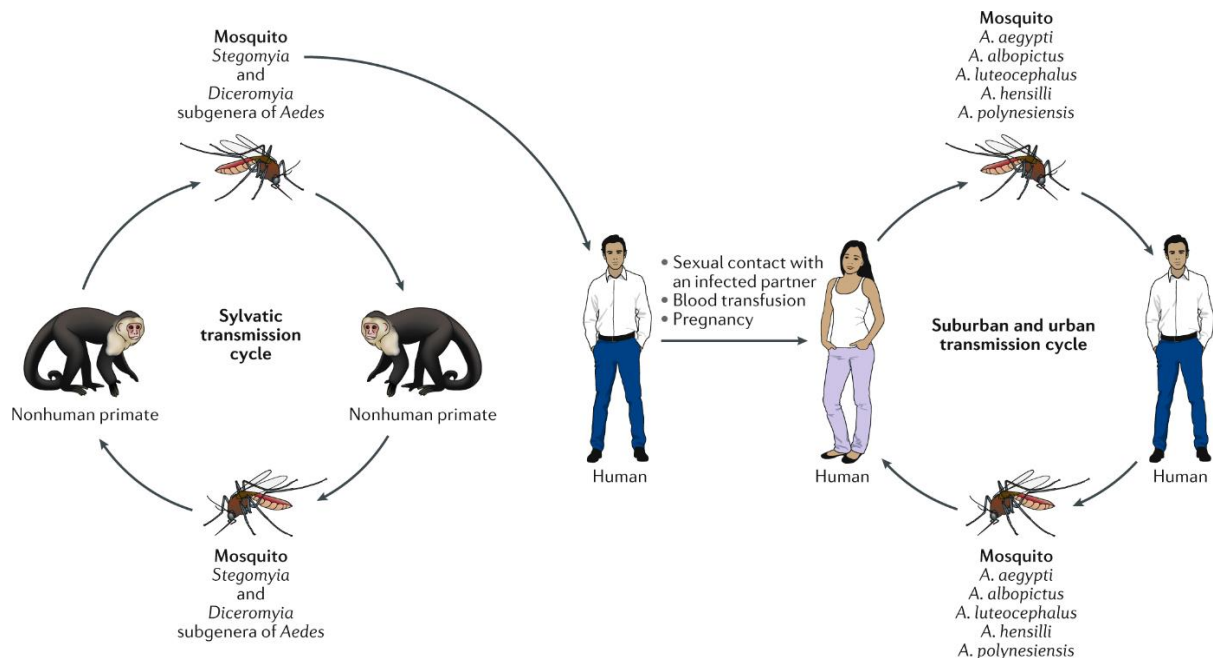 Mosquito
Stegomyia
and
Diceromyia
subgenera of Aedes
Nonhuman primate
Sylvatic
transmission
cycle
Nonhuman primate
Mosquito
Stegomyia
and
Diceromyia
subgenera of Aedes
Human
• Sexual contact with
an infected partner
• Blood transfusion
• Pregnancy
Human
Mosquito
A. aegypti
A. albopictus
A. luteocephalus
A. hensilli
A. polynesiensis
Suburban and urban
transmission cycle
Human
Mosquito
A. aegypti
A. albopictus
A. luteocephalus
A. hensilli
A. polynesiensis